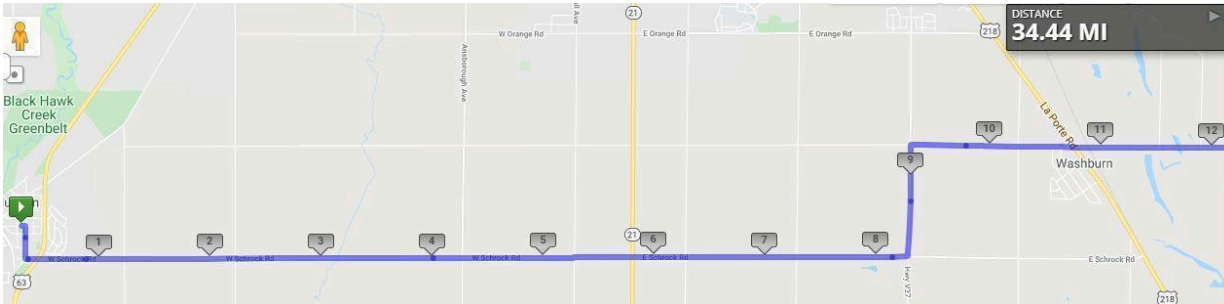 21
DISTANCE
34.44 MI
W Orange Rd
E Orange Rd
E Orange Rd
218
Ansborough Ave
Black Hawk
Creek
Greenbelt
La Porte Rd
10
11
12
Washburn
9
1
2
3
4
5
21
6
7
8
W Schrock Rd
W Schrock Rd
W Schrock Rd
E Schrock Rd
E Schrock Rd
Hwy V37
63
218